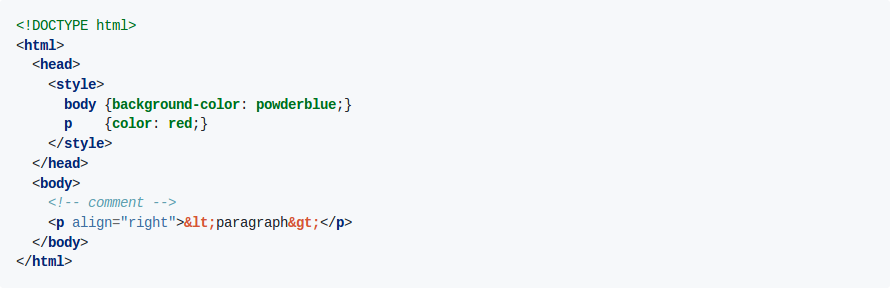 <!DOCTYPE html>
<html>
  <head>
    <style>
      body {background-color: powderblue;}
      p    {color: red;}
    </style>
  </head>
  <body>
    <!-- comment -->
    <p align="right">&lt;paragraph&gt;</p>
  </body>
</html>